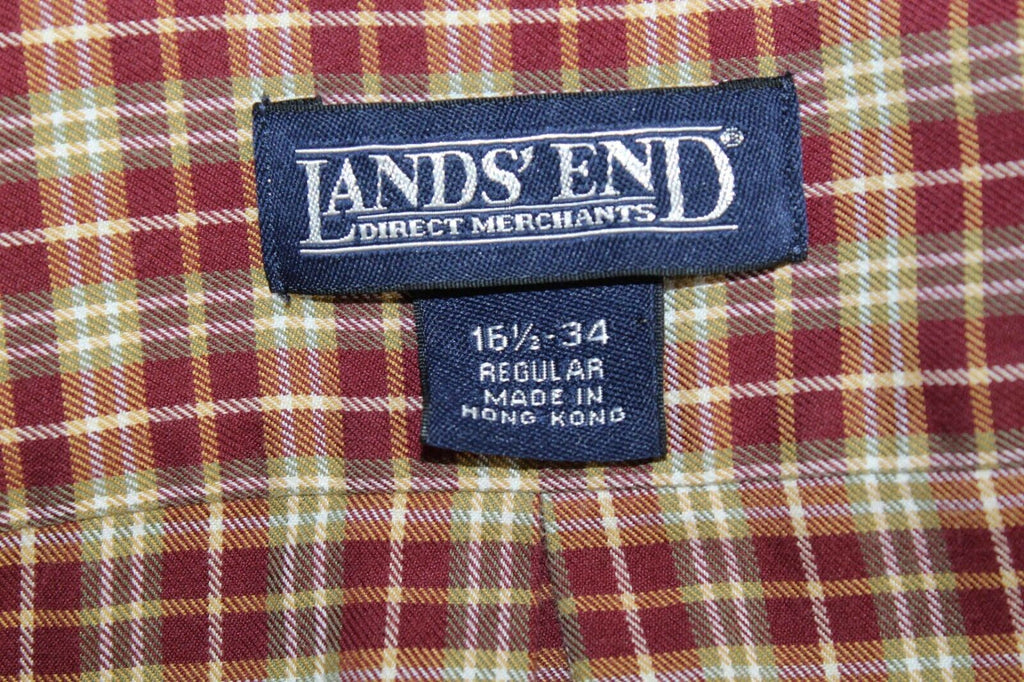 LANDS' END®
DIRECT MERCHANTS
16½-34
REGULAR
MADE IN
HONG KONG